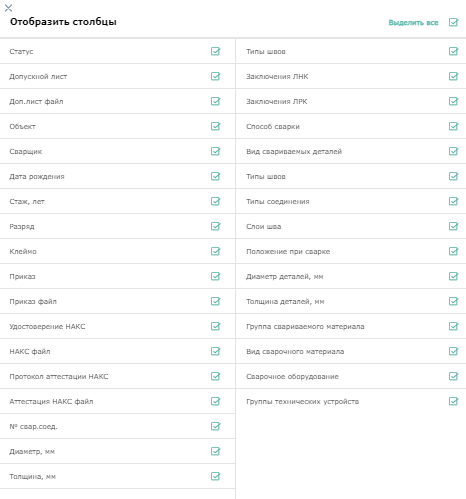 Отобразить столбцы
Выделить все
Статус
Допускной лист
Доп.лист файл
Объект
Сварщик
Дата рождения
Стаж, лет
Разряд
Клеймо
Приказ
Приказ файл
Удостоверение НАКС
НАКС файл
Протокол аттестации НАКС
Аттестация НАКС файл
№ свар.соед.
Диаметр, мм
Толщина, мм
Типы швов
Заключения ЛНК
Заключения ЛРК
Способ сварки
Вид свариваемых деталей
Типы швов
Типы соединения
Слои шва
Положение при сварке
Диаметр деталей, мм
Толщина деталей, мм
Группа свариваемого материала
Вид сварочного материала
Сварочное оборудование
Группы технических устройств